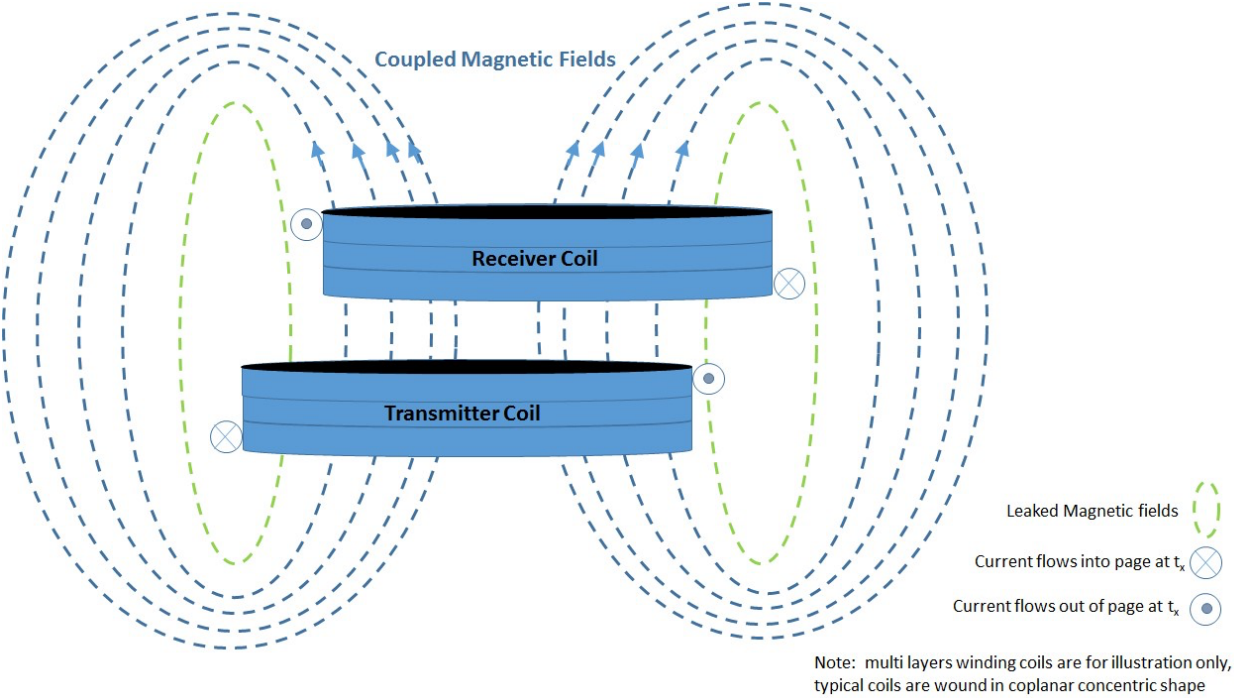 Coupled Magnetic Fields
Receiver Coil
Transmitter Coil
Leaked Magnetic fields
Current flows into page at tx
Current flows out of page at tx
Note: multi layers winding coils are for illustration only,
typical coils are wound in coplanar concentric shape